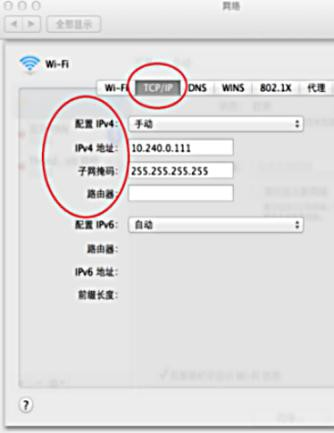 网络
全部显示
Wi-Fi
Wi-Fi TCP/IP DNS WINS 802.1X 代理
配置 IPv4: 手动
IPv4 地址: 10.240.0.111
子网掩码: 255.255.255.255
路由器:
配置 IPv6: 自动
路由器:
IPv6 地址:
前缀长度:
?